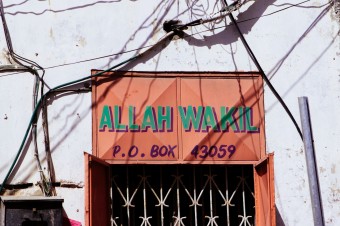 ALLAH WAKIL
P.O. BOX 43059